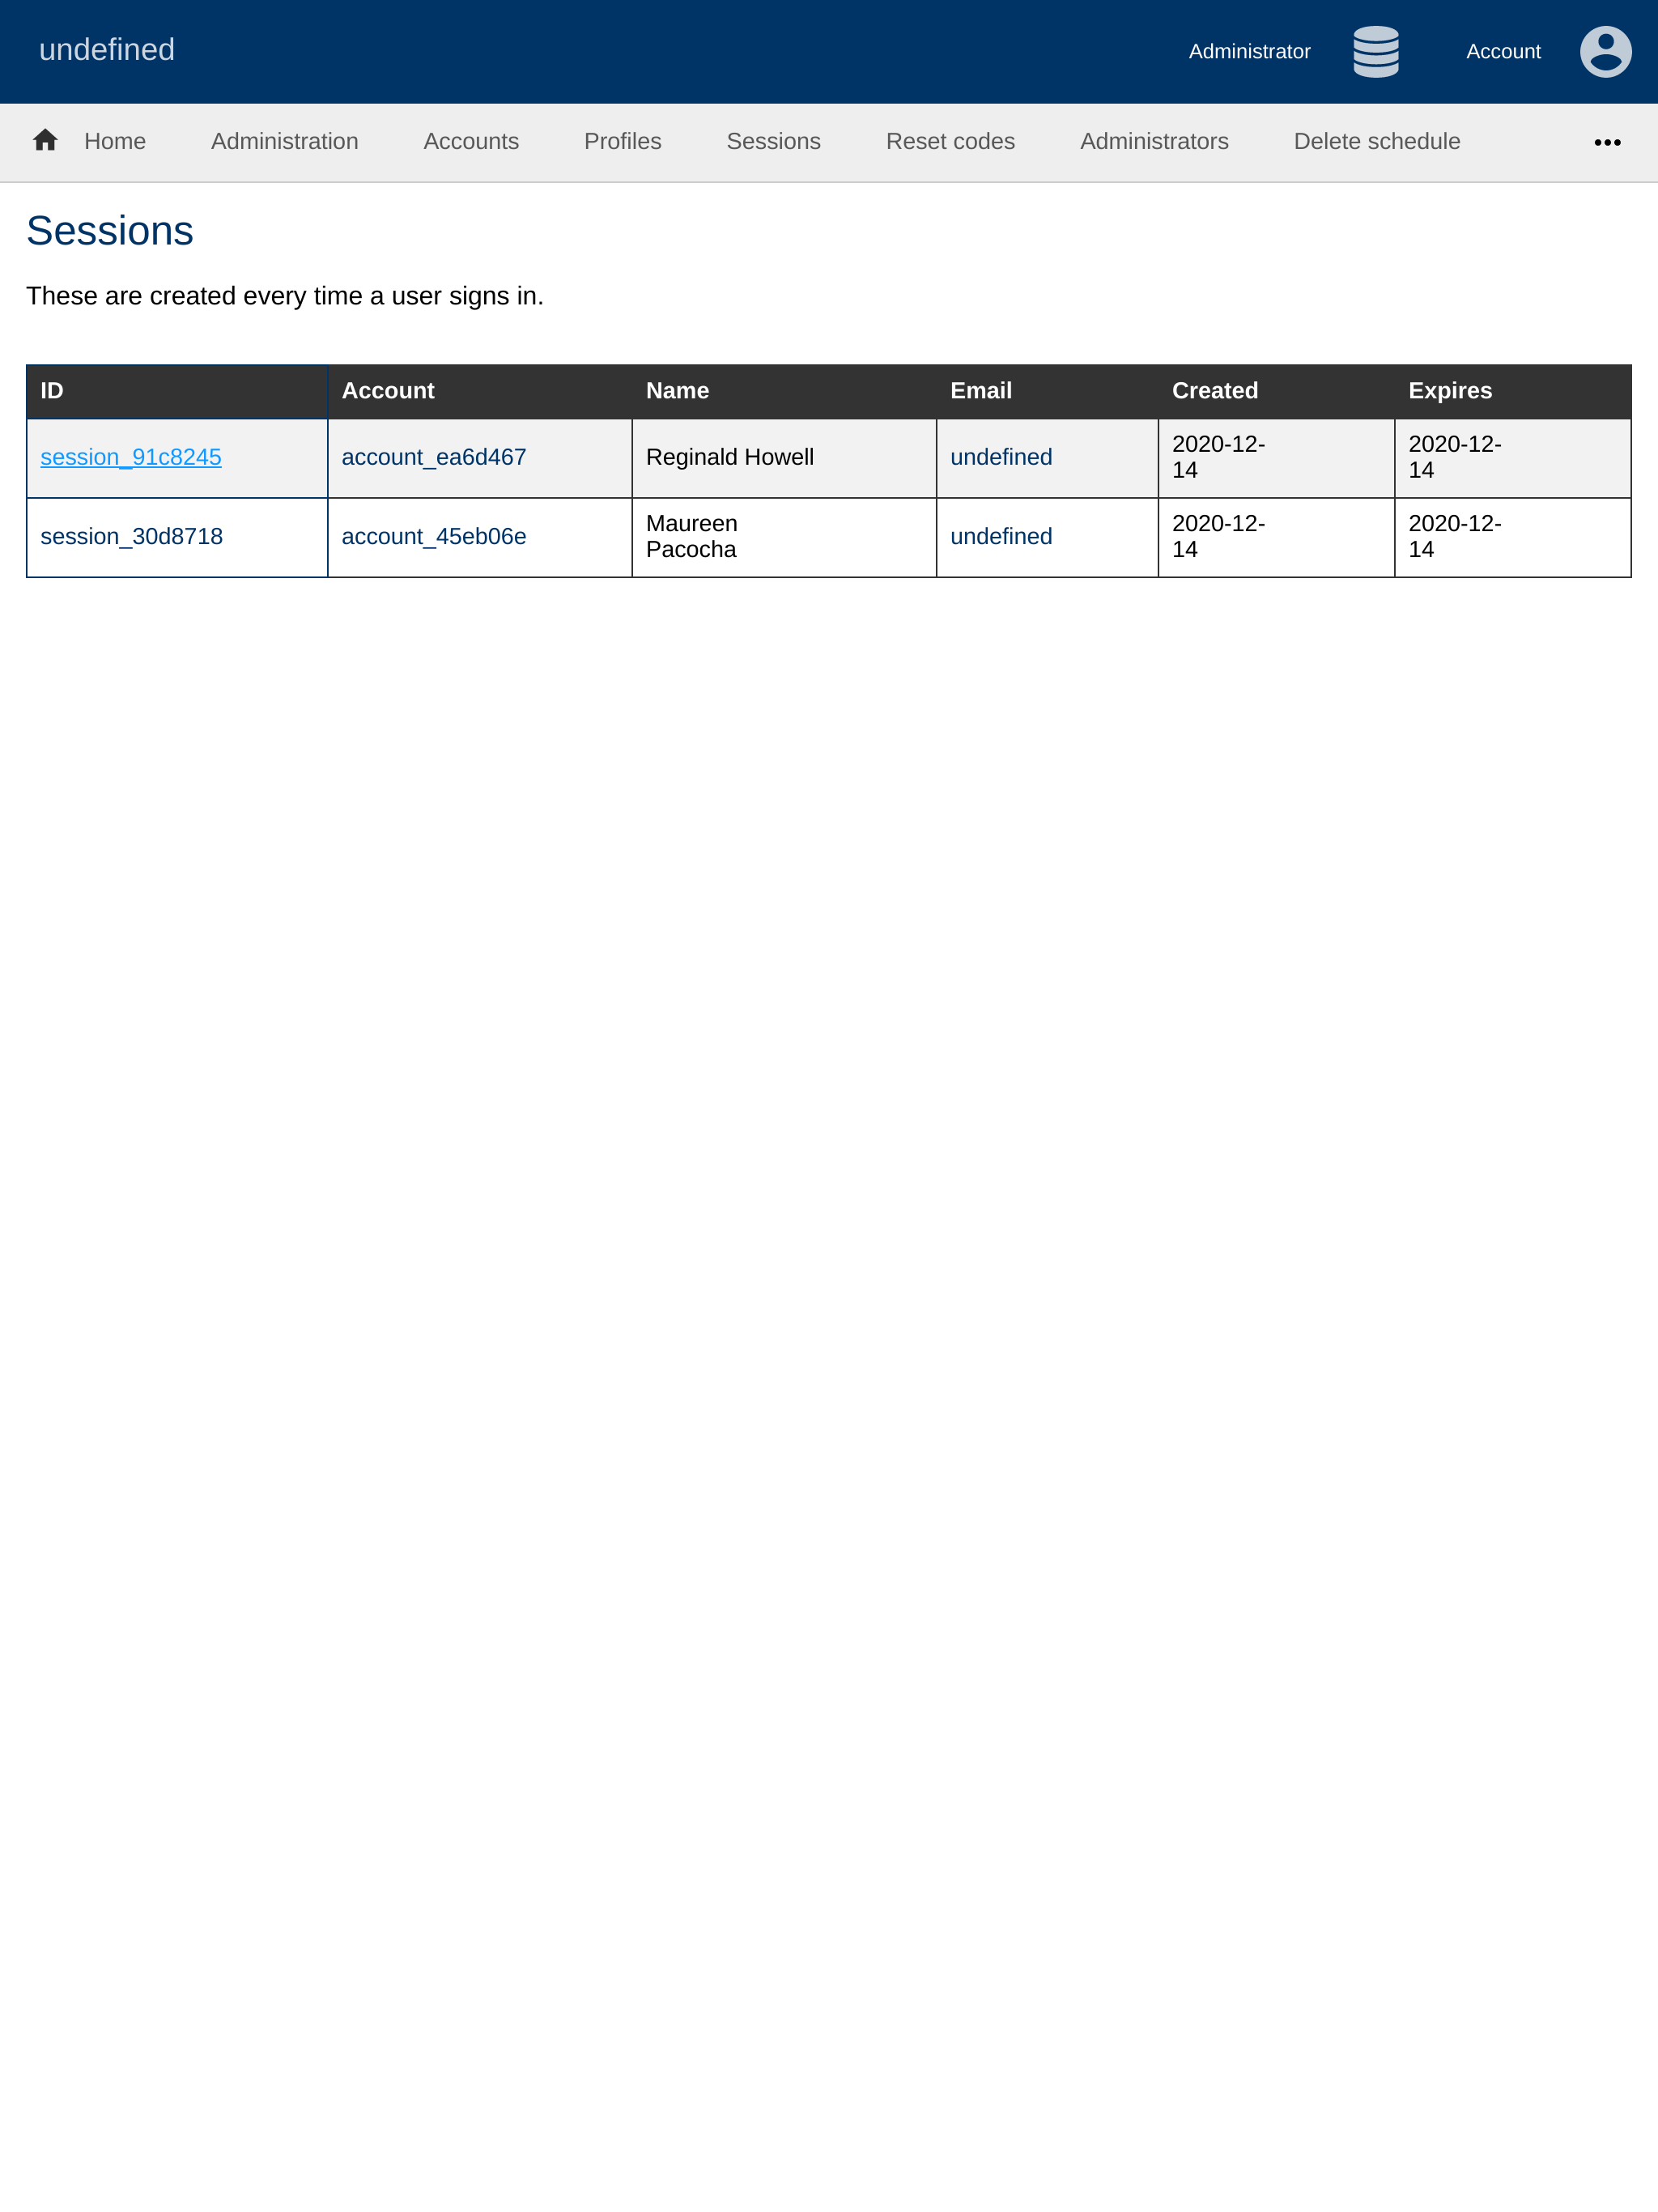 undefined
Administrator
Account
Home Administration Accounts Profiles Sessions Reset codes Administrators Delete schedule
Sessions
These are created every time a user signs in.
ID Account Name Email Created Expires
session_91c8245 account_ea6d467 Reginald Howell undefined 2020-12-
14 2020-12-
14
session_30d8718 account_45eb06e Maureen
Pacocha undefined 2020-12-
14 2020-12-
14